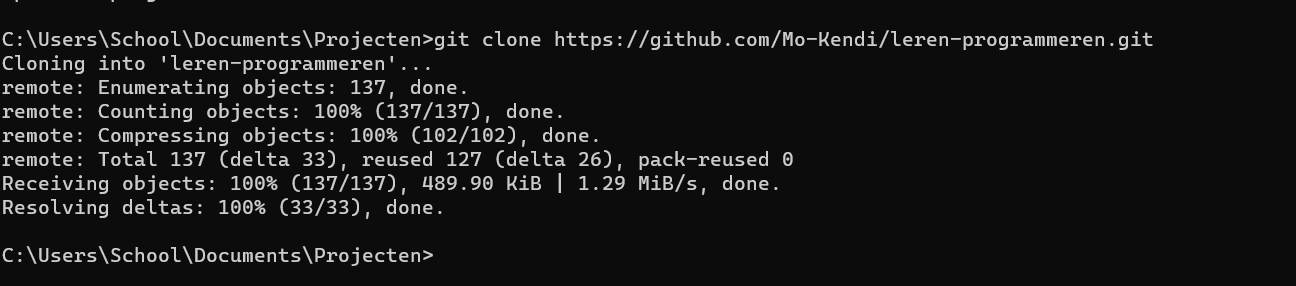 C:\Users\School\Documents\Projecten>git clone https://github.com/Mo-Kendi/leren-programmeren.git
Cloning into 'leren-programmeren'...
remote: Enumerating objects: 137, done.
remote: Counting objects: 100% (137/137), done.
remote: Compressing objects: 100% (102/102), done.
remote: Total 137 (delta 33), reused 127 (delta 26), pack-reused 0
Receiving objects: 100% (137/137), 489.90 KiB | 1.29 MiB/s, done.
Resolving deltas: 100% (33/33), done.
C:\Users\School\Documents\Projecten>